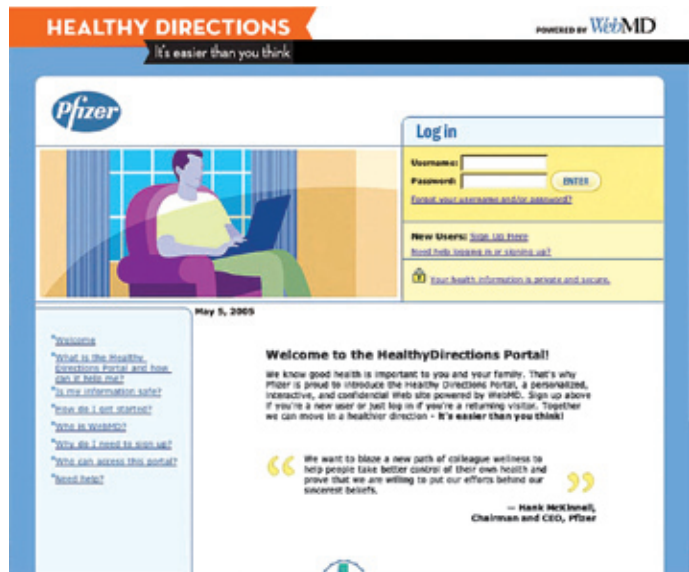 HEALTHY DIRECTIONS
POWERED BY WebMD
It's easier than you think
Pfizer
Log in
Username:
Password:
ENTER
Forgot your username and/or password?
New Users: Sign Up Here
Need help logging in or signing up?
Your health information is private and secure.
May 5, 2005
Welcome
What is the Healthy
Directions Portal and how
can it help me?
Is my information safe?
How do I get started?
Who is WebMD?
Why do I need to sign up?
Who can access this portal?
Need help?
Welcome to the HealthyDirections Portal!
We know good health is important to you and your family. That's why
Pfizer is proud to introduce the Healthy Directions Portal, a personalized,
interactive, and confidential Web site powered by WebMD. Sign up above
if you're a new user or just log in if you're a returning visitor. Together
we can move in a healthier direction - it's easier than you think!
“ We want to blaze a new path of colleague wellness to
help people take better control of their own health and
prove that we are willing to put our efforts behind our
sincerest beliefs. ”
— Hank McKinnell,
Chairman and CEO, Pfizer